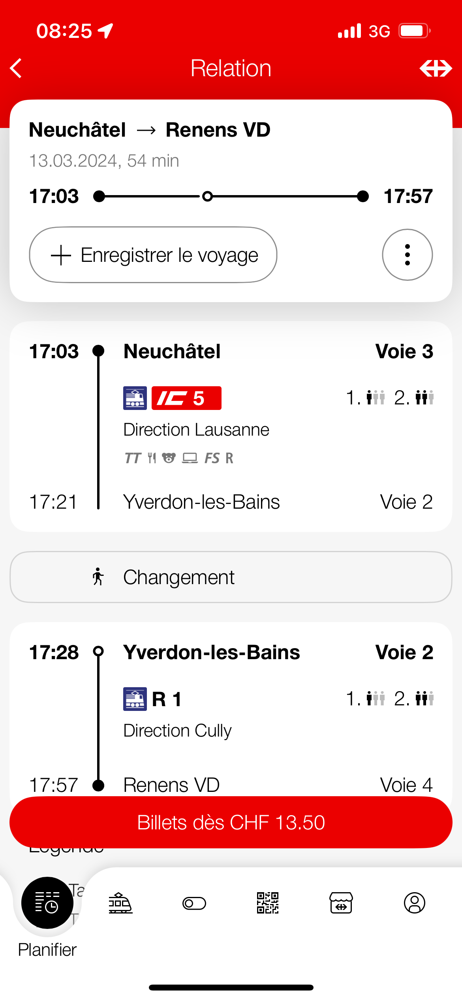 08:25 3G
Relation
Neuchâtel → Renens VD
13.03.2024, 54 min
17:03 17:57
Enregistrer le voyage
17:03 Neuchâtel Voie 3
IC 5 1. 2.
Direction Lausanne
TT FS R
17:21 Yverdon-les-Bains Voie 2
Changement
17:28 Yverdon-les-Bains Voie 2
R 1 1. 2.
Direction Cully
17:57 Renens VD Voie 4
Billets dès CHF 13.50
Légende
Planifier